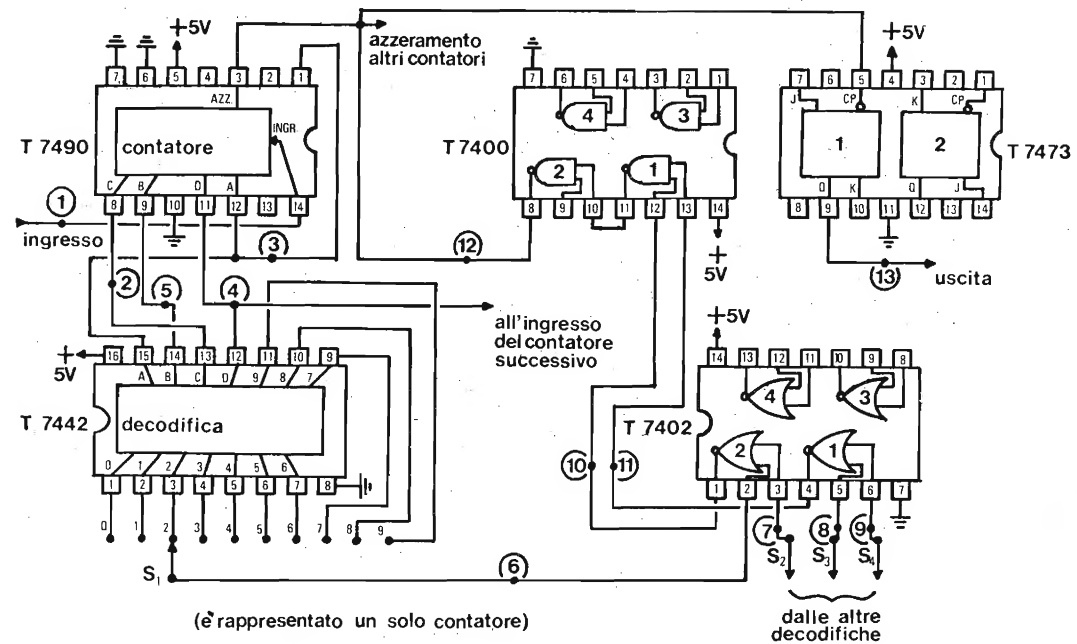 +5V
azzeramento
altri contatori
+5V
7 6 5 4 3 2 1
AZZ.
T 7490
contatore
INGR.
C B D A
8 9 10 11 12 13 14
1
ingresso
7 6 5 4 3 2 1
4 3
T 7400
2 1
8 9 10 11 12 13 14
+
5V
7 6 5 4 3 2 1
J CP K CP
1 2
T 7473
Q K Q J
8 9 10 11 12 13 14
(13)
uscita
(3)
(12)
2
(5)
(4)
all'ingresso
del contatore
successivo
+
5V
16 15 14 13 12 11 10 9
A B C D 9 8 7
T 7442
decodifica
0 1 2 3 4 5 6
1 2 3 4 5 6 7 8
0 1 2 3 4 5 6 7 8 9
S1
(6)
+5V
14 13 12 11 10 9 8
4 3
T 7402
2 1
(10) (11)
1 2 3 4 5 6 7
(7 (8 (9
S2 S3 S4
(è rappresentato un solo contatore)
dalle altre
decodifiche